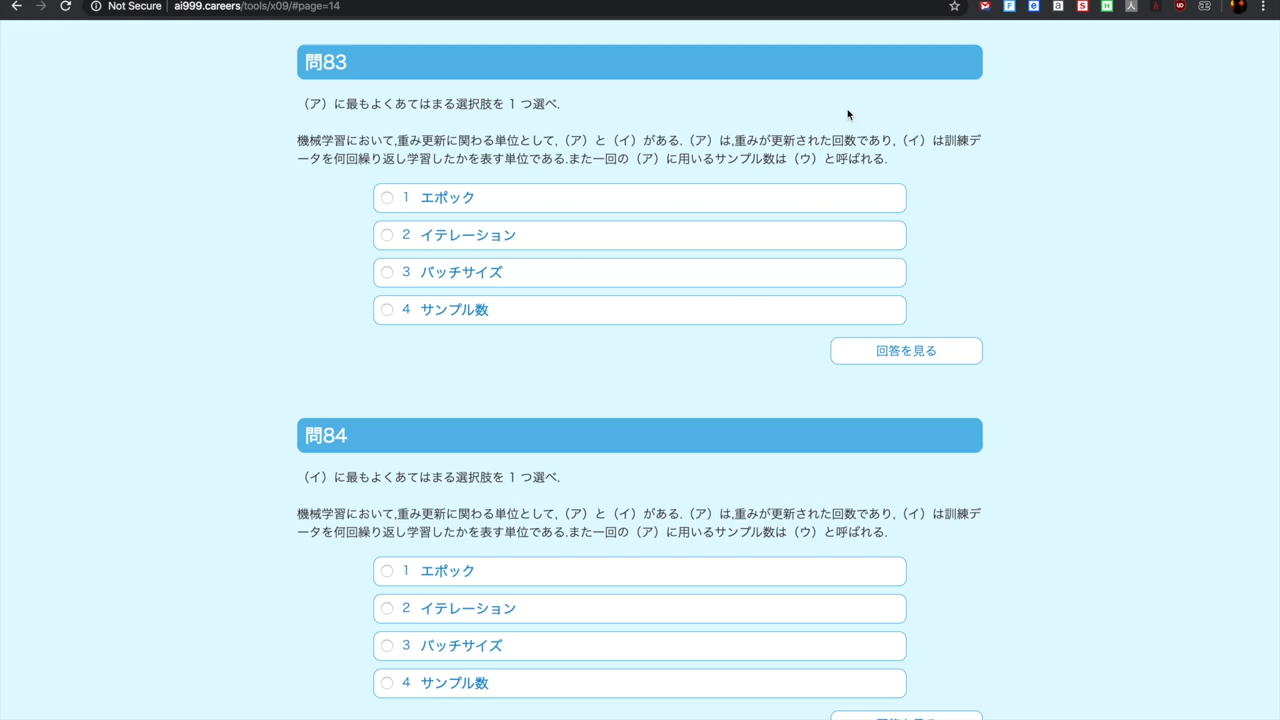 Not Secure ai999.careers/tools/x09/#page=14
問83
（ア）に最もよくあてはまる選択肢を 1 つ選べ.
機械学習において,重み更新に関わる単位として,（ア）と（イ）がある.（ア）は,重みが更新された回数であり,（イ）は訓練デ
ータを何回繰り返し学習したかを表す単位である.また一回の（ア）に用いるサンプル数は（ウ）と呼ばれる.
1 エポック
2 イテレーション
3 バッチサイズ
4 サンプル数
回答を見る
問84
（イ）に最もよくあてはまる選択肢を 1 つ選べ.
機械学習において,重み更新に関わる単位として,（ア）と（イ）がある.（ア）は,重みが更新された回数であり,（イ）は訓練デ
ータを何回繰り返し学習したかを表す単位である.また一回の（ア）に用いるサンプル数は（ウ）と呼ばれる.
1 エポック
2 イテレーション
3 バッチサイズ
4 サンプル数